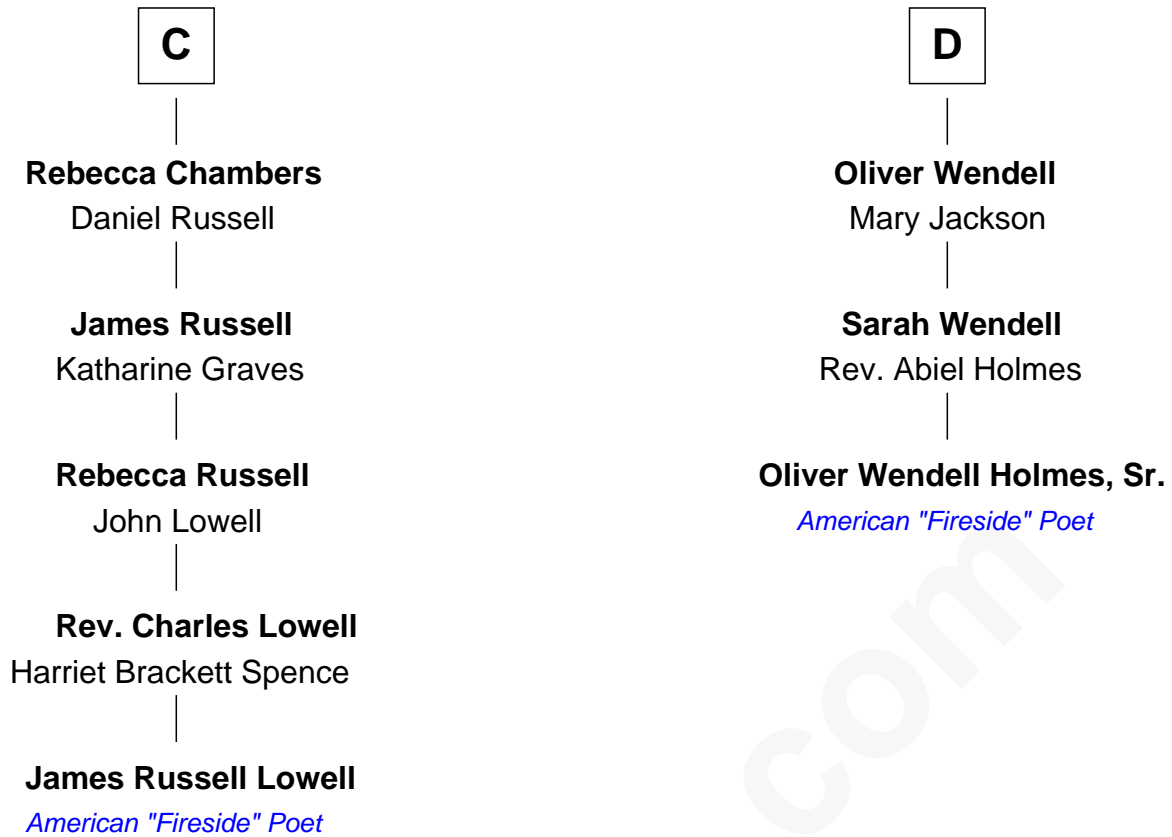 C
Rebecca Chambers
Daniel Russell
James Russell
Katharine Graves
Rebecca Russell
John Lowell
Rev. Charles Lowell
Harriet Brackett Spence
James Russell Lowell
American "Fireside" Poet
D
Oliver Wendell
Mary Jackson
Sarah Wendell
Rev. Abiel Holmes
Oliver Wendell Holmes, Sr.
American "Fireside" Poet
com